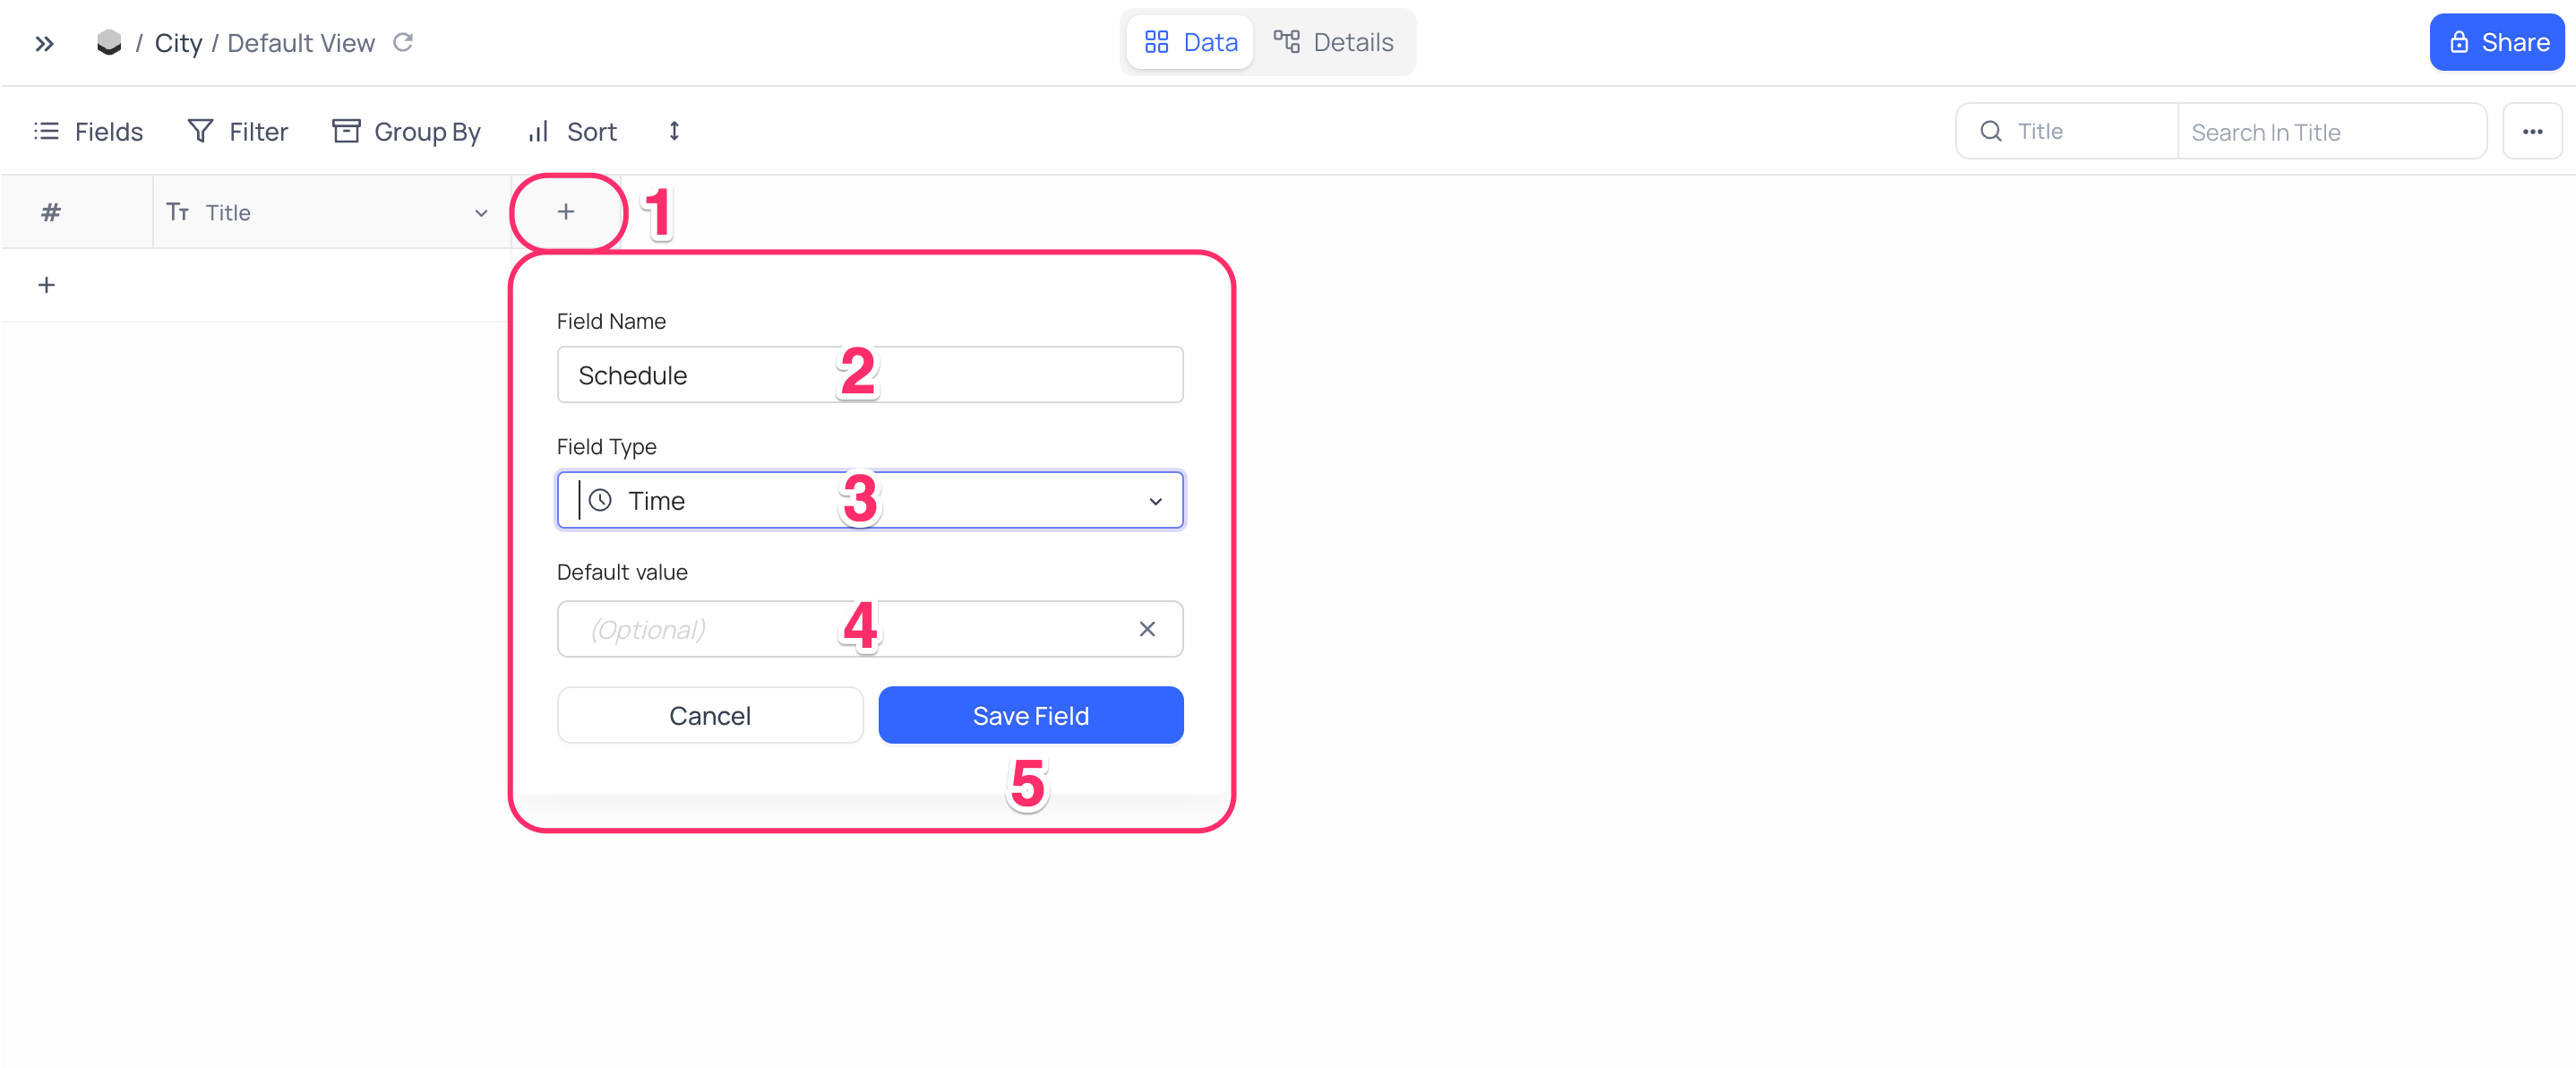 / City / Default View
Data
Details
Share
Fields
Filter
Group By
Sort
Title
Search In Title
#
Title
+
1
+
Field Name
Schedule
2
Field Type
Time
3
Default value
(Optional)
4
Cancel
Save Field
5